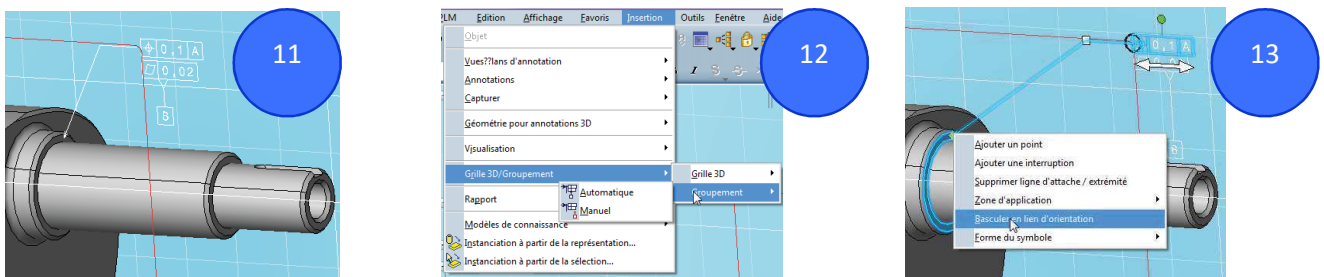 11
0,1 A
0,02
B
12
PLM Edition Affichage Favoris Insertion Outils Fenêtre Aide
Objet
Vues??lans d'annotation
Annotations
Capturer
Géométrie pour annotations 3D
Visualisation
Grille 3D/Groupement
Grille 3D
Groupement
Automatique
Manuel
Rapport
Modèles de connaissance
Instanciation à partir de la représentation...
Instanciation à partir de la sélection...
13
0,1 A
B
Ajouter un point
Ajouter une interruption
Supprimer ligne d'attache / extrémité
Zone d'application
Basculer en lien d'orientation
Forme du symbole